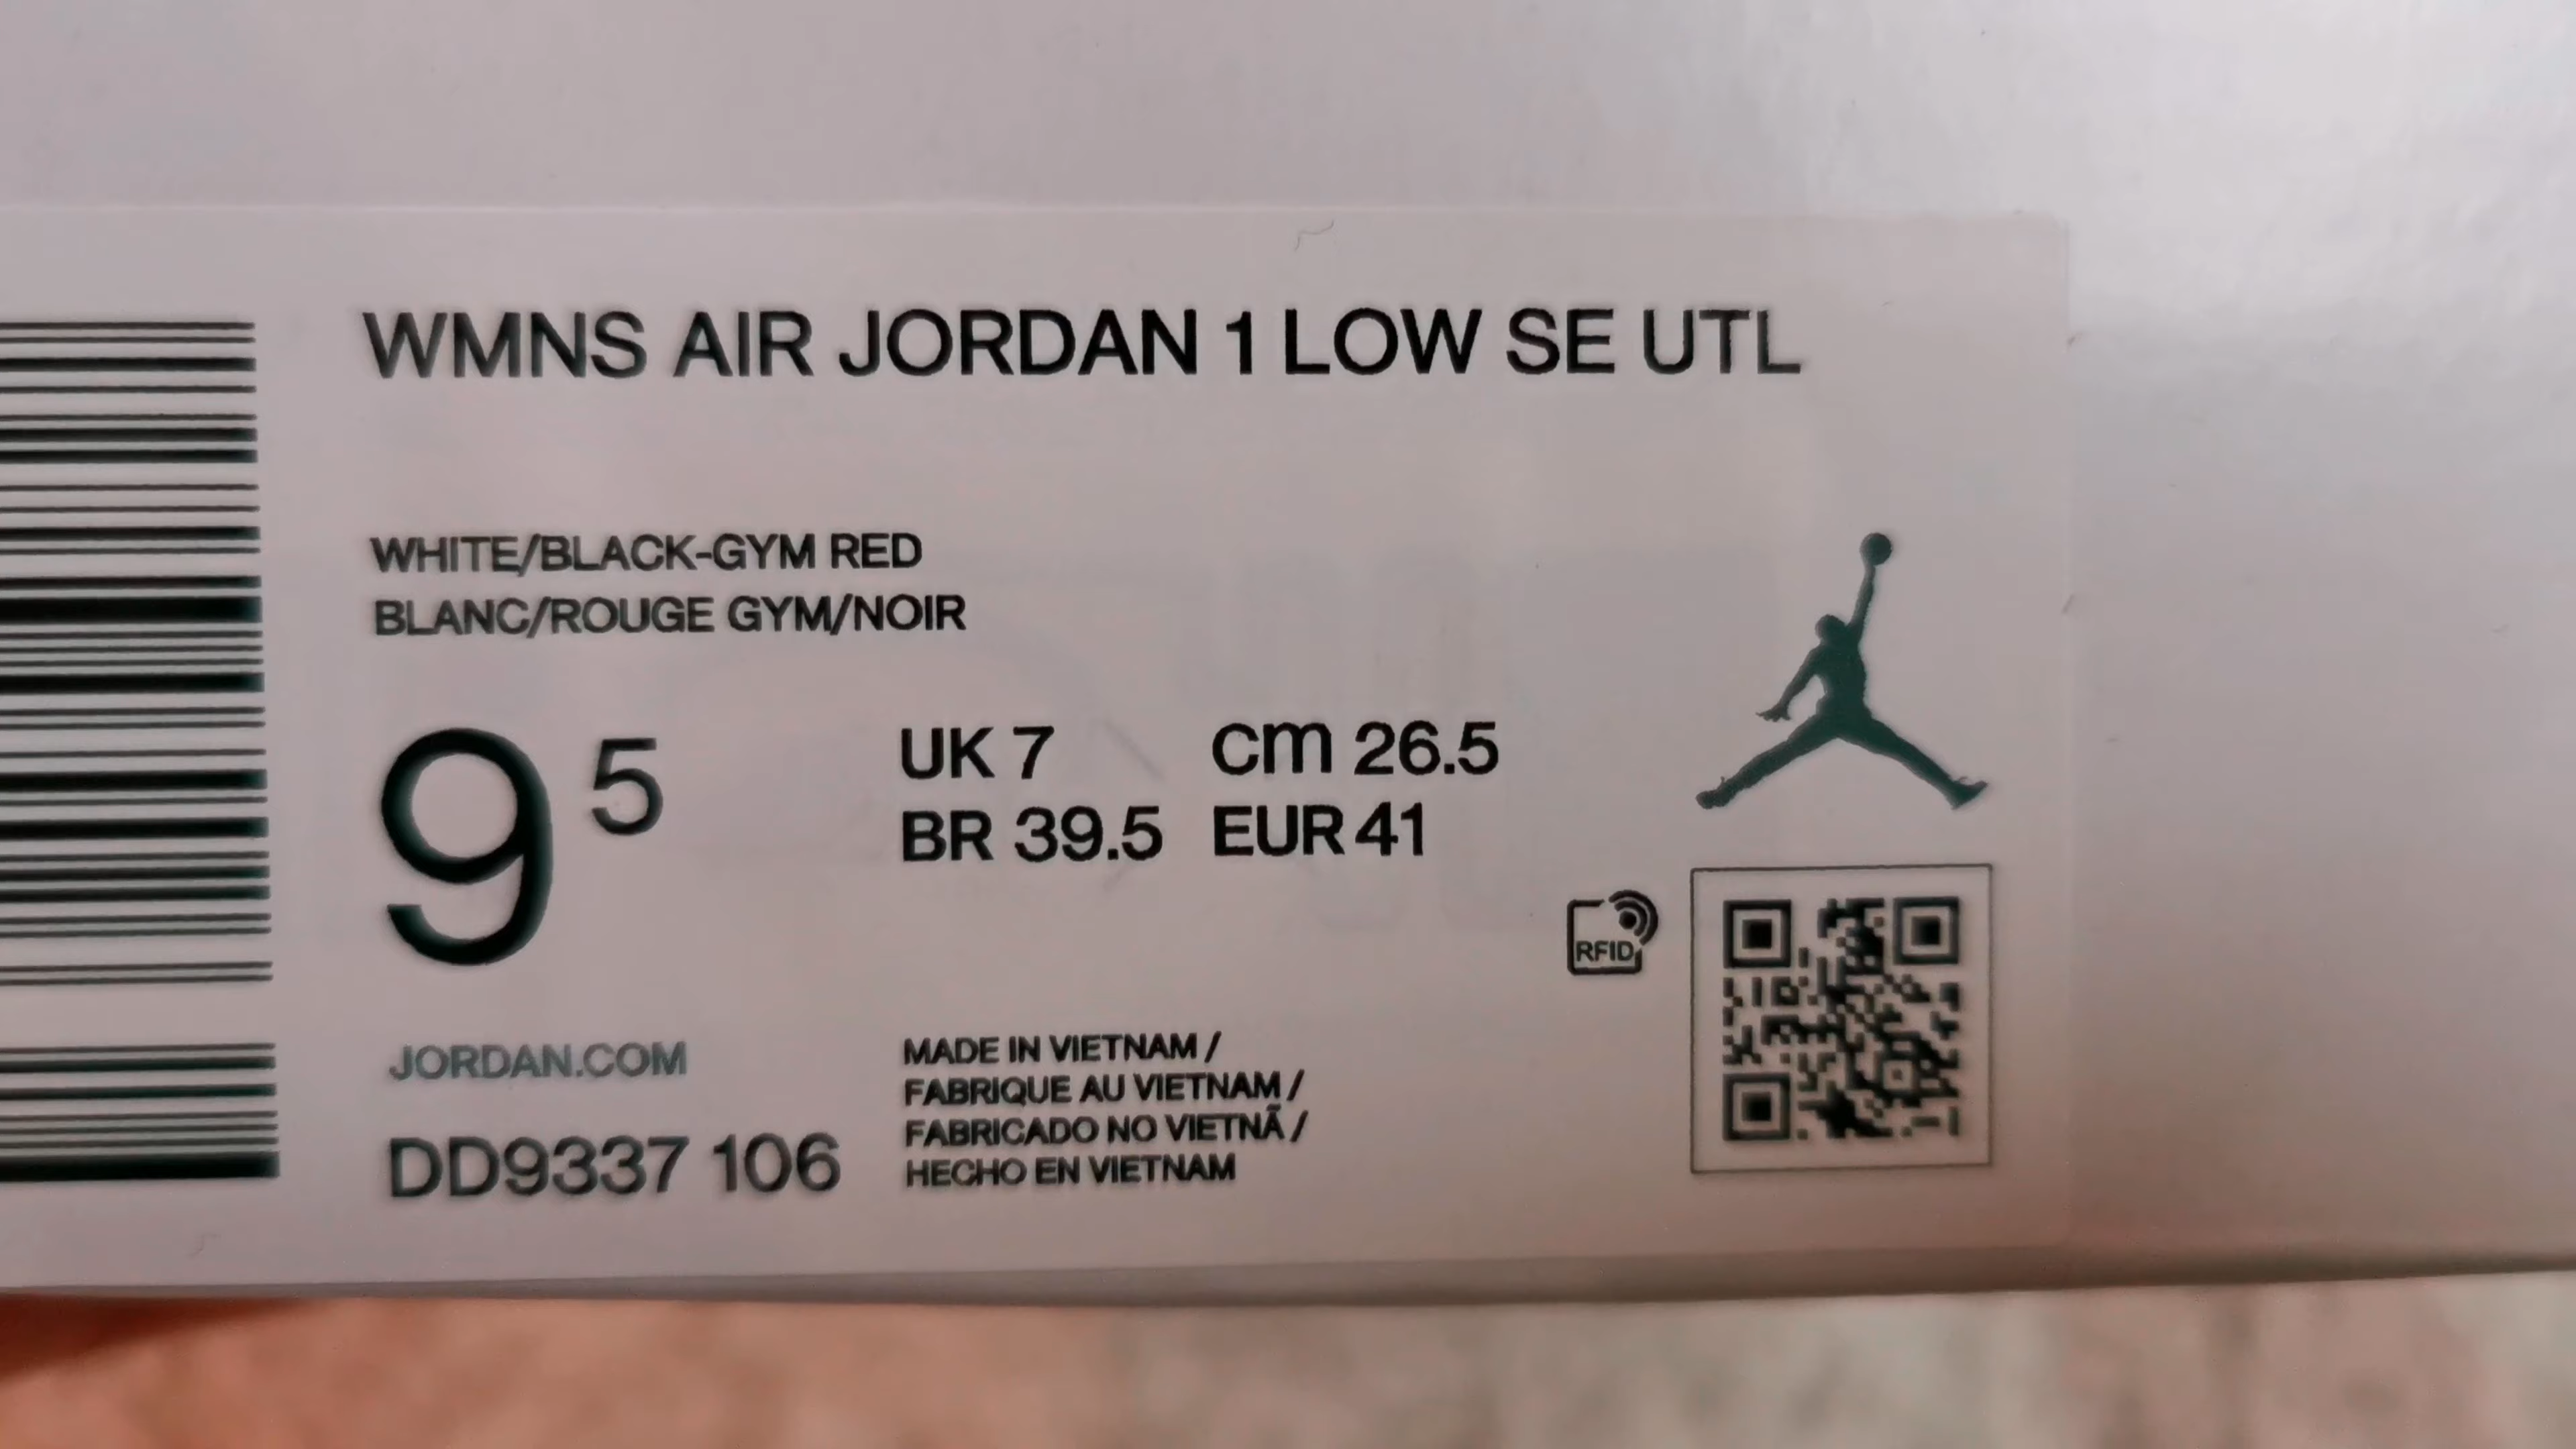 WMNS AIR JORDAN 1 LOW SE UTL
WHITE/BLACK-GYM RED
BLANC/ROUGE GYM/NOIR
9 5
UK 7 cm 26.5
BR 39.5 EUR 41
RFID
JORDAN.COM
DD9337 106
MADE IN VIETNAM /
FABRIQUE AU VIETNAM /
FABRICADO NO VIETNÃ /
HECHO EN VIETNAM